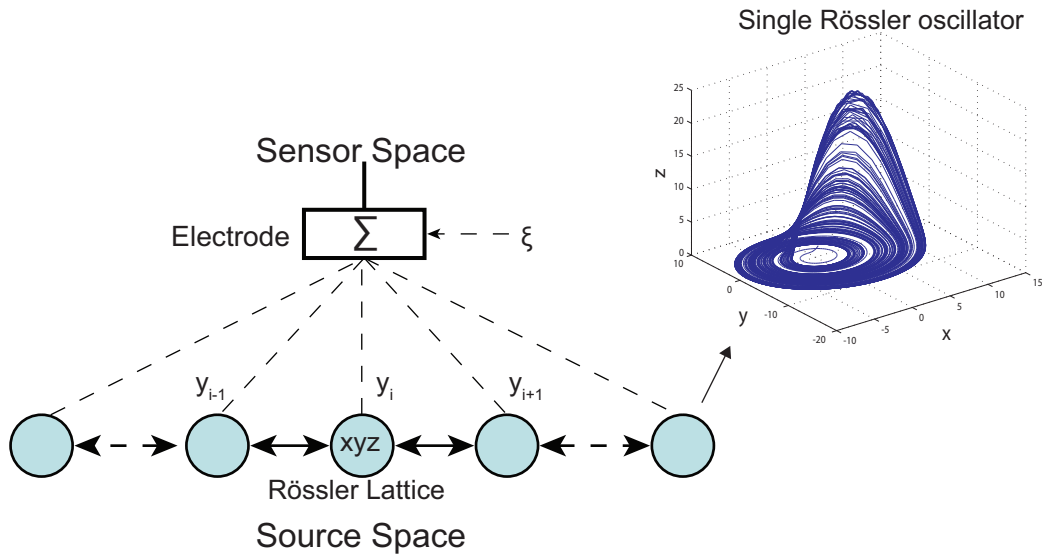 Single Rössler oscillator
25
20
15
10
5
0
z
10
0
-10
-20
y
-10
-5
0
5
10
15
x
Sensor Space
Electrode
Σ
ξ
y i-1
y i
y i+1
xyz
Rössler Lattice
Source Space